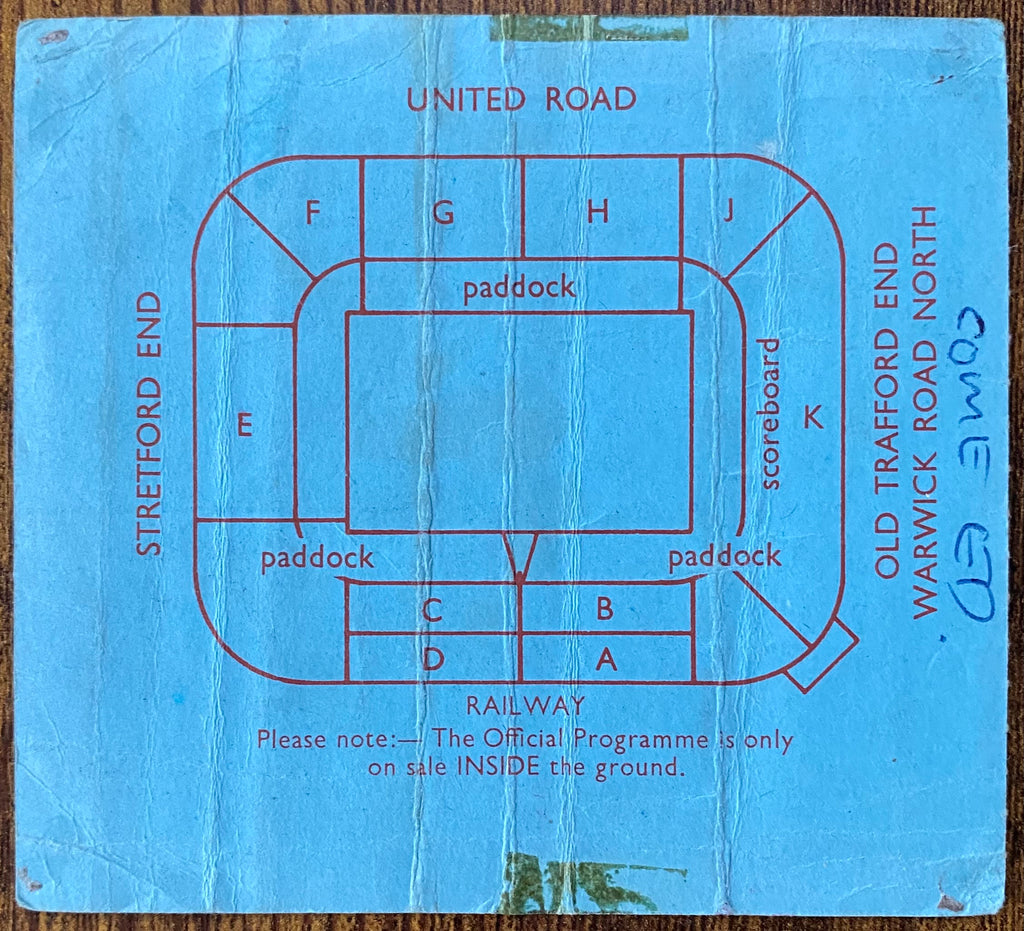 UNITED ROAD
F G H J
paddock
STRETFORD END
E
scoreboard
K
OLD TRAFFORD END
WARWICK ROAD NORTH
paddock paddock
C B
D A
RAILWAY
Please note:— The Official Programme is only
on sale INSIDE the ground.